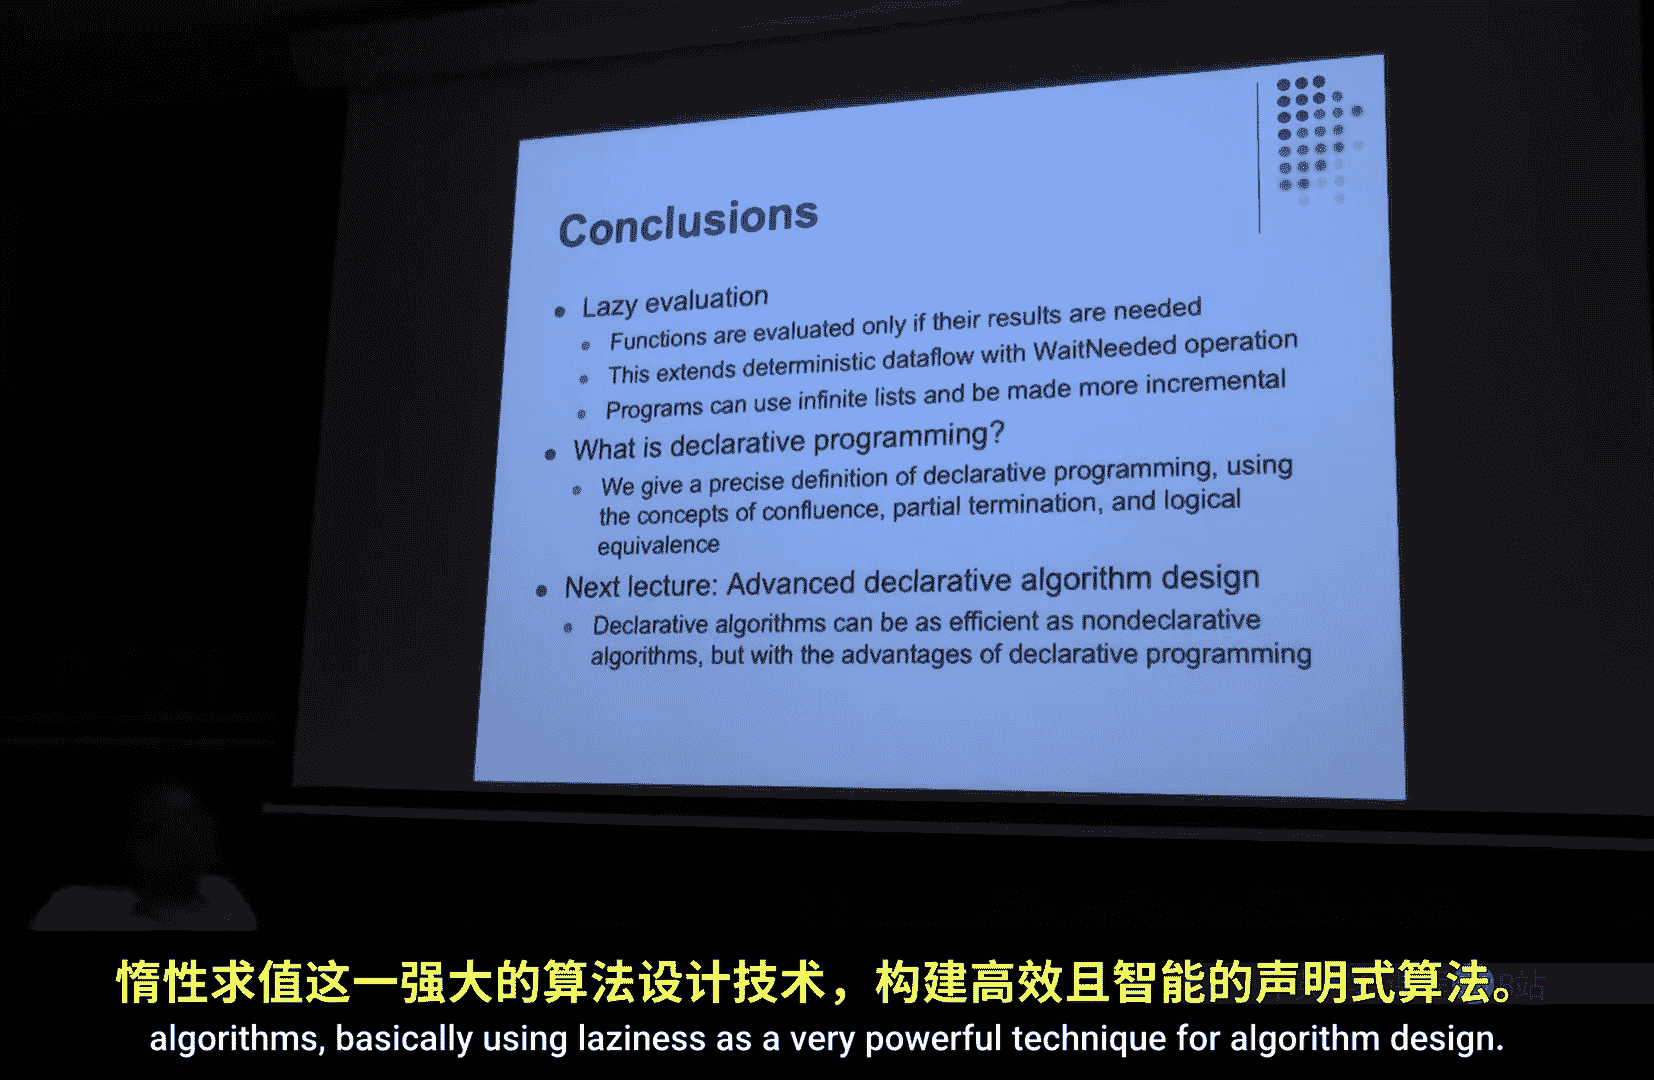 Conclusions
Lazy evaluation
Functions are evaluated only if their results are needed
This extends deterministic dataflow with WaitNeeded operation
Programs can use infinite lists and be made more incremental
What is declarative programming?
We give a precise definition of declarative programming, using
the concepts of confluence, partial termination, and logical
equivalence
Next lecture: Advanced declarative algorithm design
Declarative algorithms can be as efficient as nondeclarative
algorithms, but with the advantages of declarative programming
惰性求值这一强大的算法设计技术，构建高效且智能的声明式算法。
algorithms, basically using laziness as a very powerful technique for algorithm design.